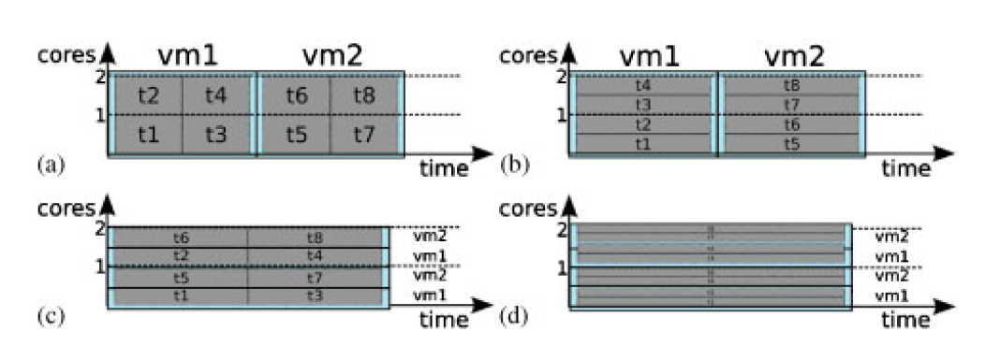 cores vm1 vm2
2 t2 t4 t6 t8
1 t1 t3 t5 t7
(a) time
cores vm1 vm2
2 t4 t8
t3 t7
1 t2 t6
t1 t5
(b) time
cores
2 t6 t8 vm2
t2 t4 vm1
1 t5 t7 vm2
t1 t3 vm1
(c) time
cores
2 vm2
vm1
1 vm2
vm1
(d) time